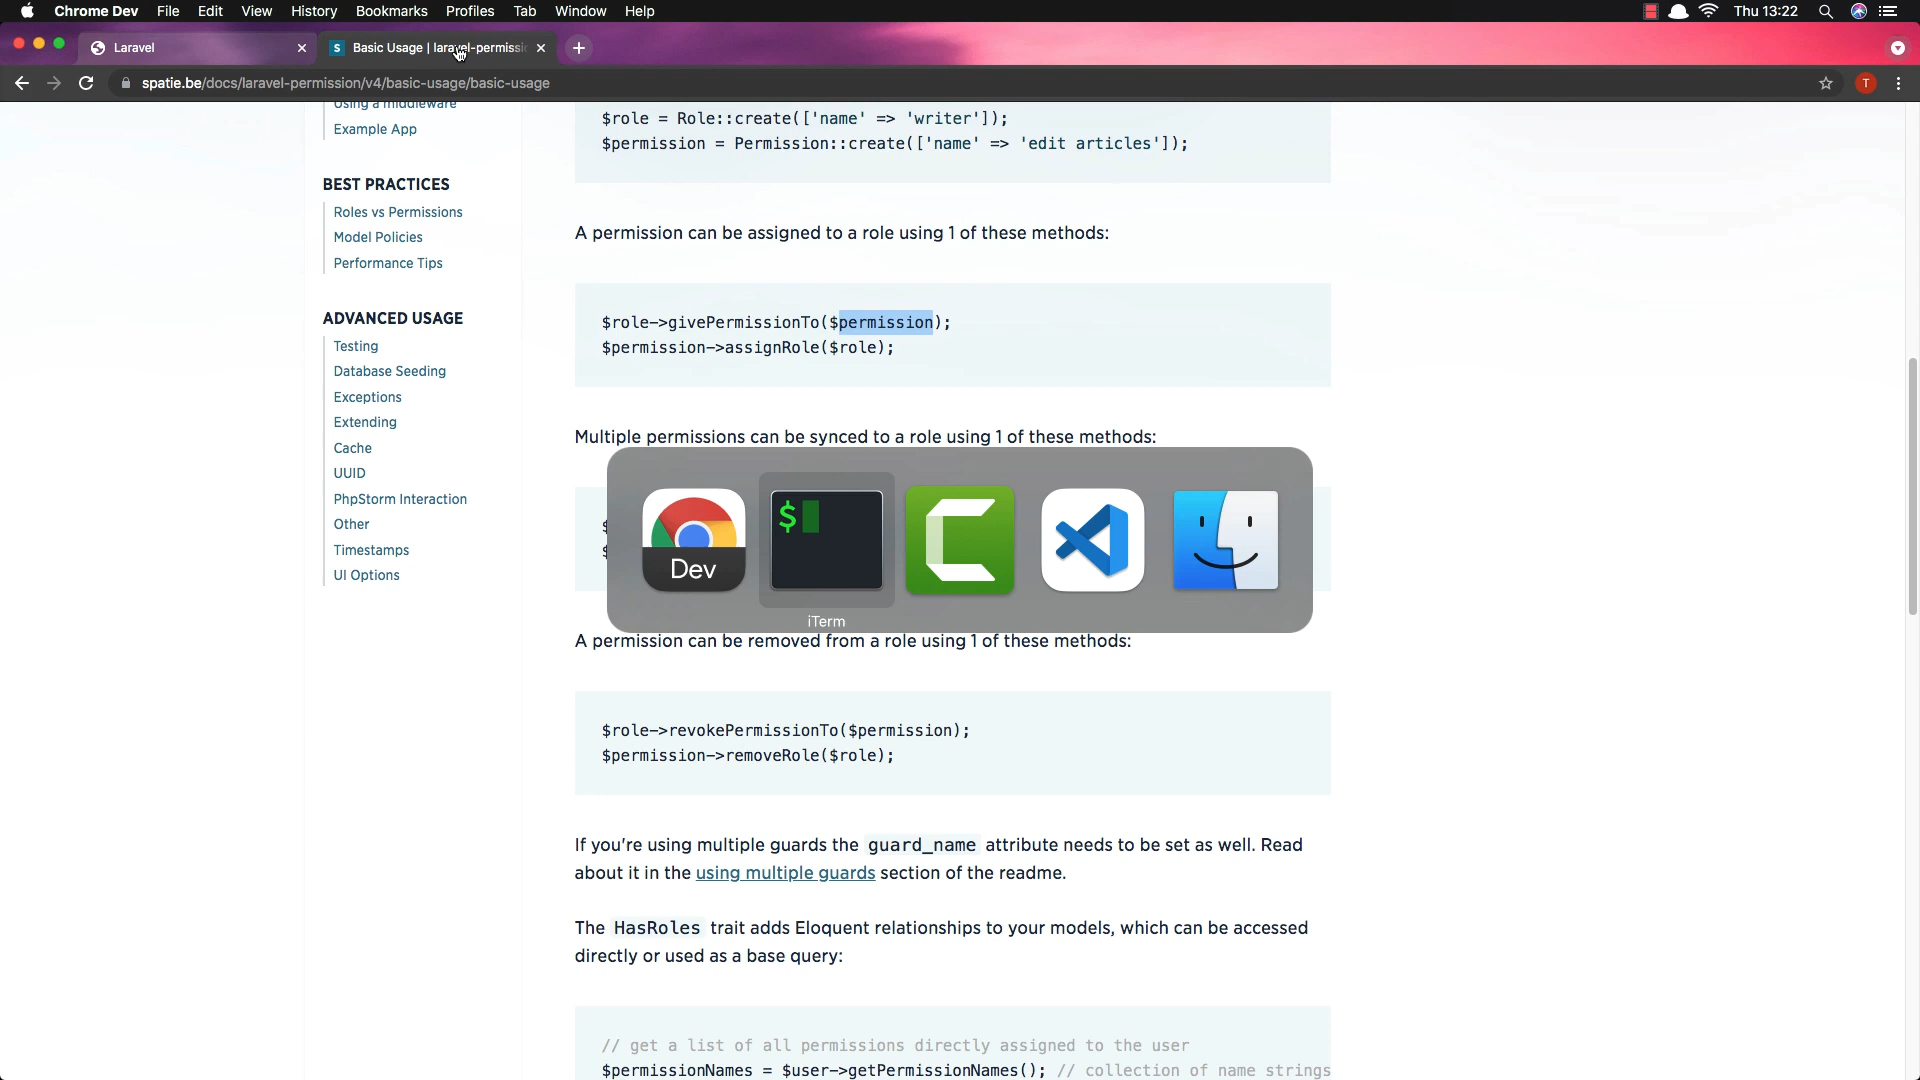 Chrome Dev File Edit View History Bookmarks Profiles Tab Window Help Thu 13:22
Laravel
S Basic Usage | laravel-permissi
spatie.be/docs/laravel-permission/v4/basic-usage/basic-usage
T
Using a middleware
Example App
BEST PRACTICES
Roles vs Permissions
Model Policies
Performance Tips
ADVANCED USAGE
Testing
Database Seeding
Exceptions
Extending
Cache
UUID
PhpStorm Interaction
Other
Timestamps
UI Options
$role = Role::create(['name' => 'writer']);
$permission = Permission::create(['name' => 'edit articles']);
A permission can be assigned to a role using 1 of these methods:
$role->givePermissionTo($permission);
$permission->assignRole($role);
Multiple permissions can be synced to a role using 1 of these methods:
Dev
$
iTerm
A permission can be removed from a role using 1 of these methods:
$role->revokePermissionTo($permission);
$permission->removeRole($role);
If you're using multiple guards the guard_name attribute needs to be set as well. Read
about it in the using multiple guards section of the readme.
The HasRoles trait adds Eloquent relationships to your models, which can be accessed
directly or used as a base query:
// get a list of all permissions directly assigned to the user
$permissionNames = $user->getPermissionNames(); // collection of name strings